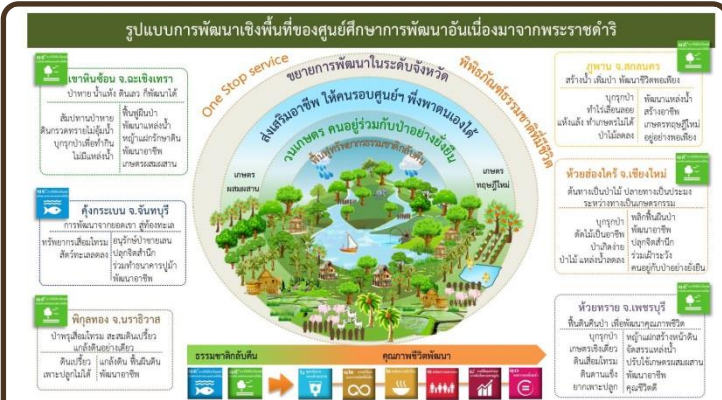 รูปแบบการพัฒนาเชิงพื้นที่ของศูนย์ศึกษาการพัฒนาอันเนื่องมาจากพระราชดำริ
One Stop service
ขยายการพัฒนาในระดับจังหวัด
พิพิธภัณฑ์ธรรมชาติที่มีชีวิต
ส่งเสริมอาชีพ ให้คนรอบศูนย์ฯ พึ่งพาตนเองได้
วนเกษตร คนอยู่ร่วมกับป่าอย่างยั่งยืน
ฟื้นฟูทรัพยากรธรรมชาติกลับคืน
เกษตร
ผสมผสาน
เกษตร
ทฤษฎีใหม่
เขาหินซ้อน จ.ฉะเชิงเทรา
ป่าหาย น้ำแห้ง ดินเลว ก็พัฒนาได้
สัมปทานป่าหาย
ดินกรวดทรายไม่อุ้มน้ำ
บุกรุกป่าเพื่อทำกิน
ไม่มีแหล่งน้ำ
ฟื้นฟูผืนป่า
พัฒนาแหล่งน้ำ
หญ้าแฝกรักษาดิน
พัฒนาอาชีพ
เกษตรผสมผสาน
คุ้งกระเบน จ.จันทบุรี
การพัฒนาจากยอดเขา สู่ท้องทะเล
ทรัพยากรเสื่อมโทรม
สัตว์ทะเลลดลง
อนุรักษ์ป่าชายเลน
ปลูกจิตสำนึก
ร่วมทำธนาคารปูม้า
พัฒนาอาชีพ
พิกุลทอง จ.นราธิวาส
ป่าพรุเสื่อมโทรม สะสมดินเปรี้ยว
แกล้งดินอย่างเดียว
ดินเปรี้ยว
เพาะปลูกไม่ได้
แกล้งดิน ฟื้นผืนดิน
พัฒนาอาชีพ
ภูพาน จ.สกลนคร
สร้างน้ำ เพิ่มป่า พัฒนาชีวิตพอเพียง
บุกรุกป่า
ทำไร่เลื่อนลอย
แห้งแล้ง ทำเกษตรไม่ได้
ป่าไม้ลดลง
พัฒนาแหล่งน้ำ
สร้างอาชีพ
เกษตรทฤษฎีใหม่
อยู่อย่างพอเพียง
ห้วยฮ่องไคร้ จ.เชียงใหม่
ต้นทางเป็นป่าไม้ ปลายทางเป็นประมง
ระหว่างทางเป็นเกษตรกรรม
บุกรุกป่า
ตัดไม้เป็นอาชีพ
ป่าเกิดง่าย
ป่าไม้ แหล่งน้ำลดลง
พลิกฟื้นผืนป่า
พัฒนาอาชีพ
ปลูกจิตสำนึก
ร่วมเฝ้าระวัง
คนอยู่กับป่าอย่างยั่งยืน
ห้วยทราย จ.เพชรบุรี
ฟื้นดินคืนป่า เพื่อพัฒนาคุณภาพชีวิต
บุกรุกป่า
เกษตรเชิงเดี่ยว
ดินเสื่อมโทรม
ดินดานแข็ง
ยากเพาะปลูก
หญ้าแฝกสร้างหน้าดิน
จัดสรรแหล่งน้ำ
ปรับใช้เกษตรผสมผสาน
พัฒนาอาชีพ
คุณชีวิตดี
ธรรมชาติกลับคืน
คุณภาพชีวิตพัฒนา